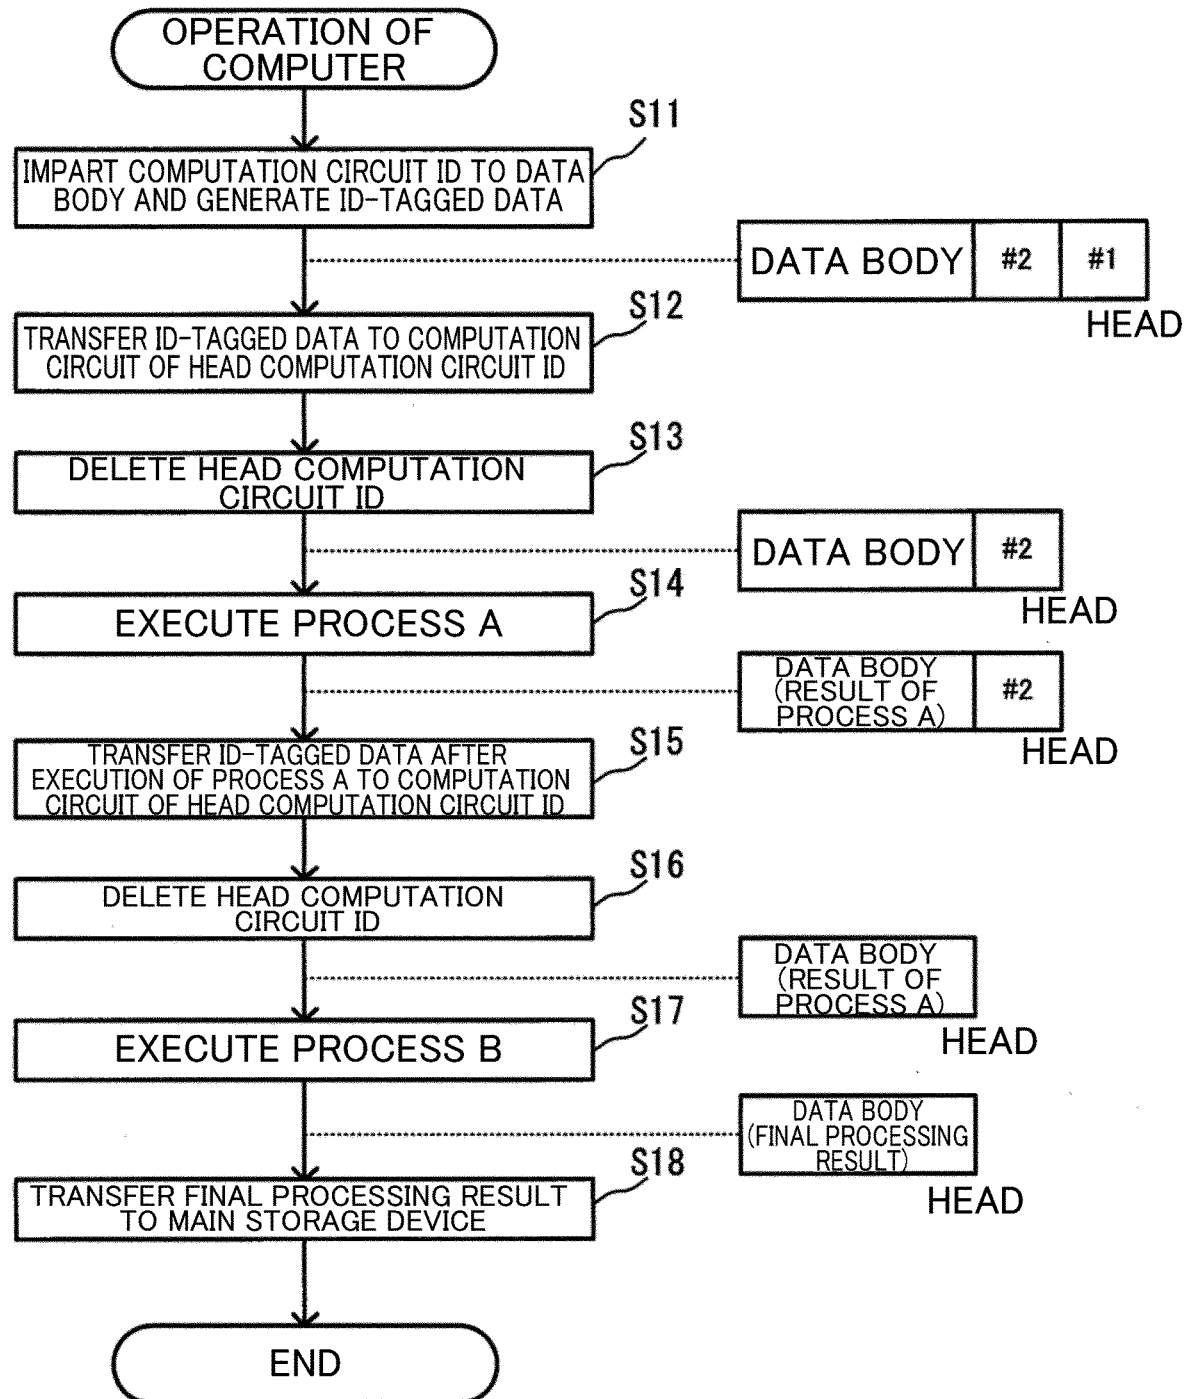 OPERATION OF
COMPUTER
S11
IMPART COMPUTATION CIRCUIT ID TO DATA
BODY AND GENERATE ID-TAGGED DATA
DATA BODY #2 #1
HEAD
S12
TRANSFER ID-TAGGED DATA TO COMPUTATION
CIRCUIT OF HEAD COMPUTATION CIRCUIT ID
S13
DELETE HEAD COMPUTATION
CIRCUIT ID
DATA BODY #2
HEAD
S14
EXECUTE PROCESS A
DATA BODY
(RESULT OF
PROCESS A)
#2
HEAD
S15
TRANSFER ID-TAGGED DATA AFTER
EXECUTION OF PROCESS A TO COMPUTATION
CIRCUIT OF HEAD COMPUTATION CIRCUIT ID
S16
DELETE HEAD COMPUTATION
CIRCUIT ID
DATA BODY
(RESULT OF
PROCESS A)
HEAD
S17
EXECUTE PROCESS B
DATA BODY
(FINAL PROCESSING
RESULT)
HEAD
S18
TRANSFER FINAL PROCESSING RESULT
TO MAIN STORAGE DEVICE
END